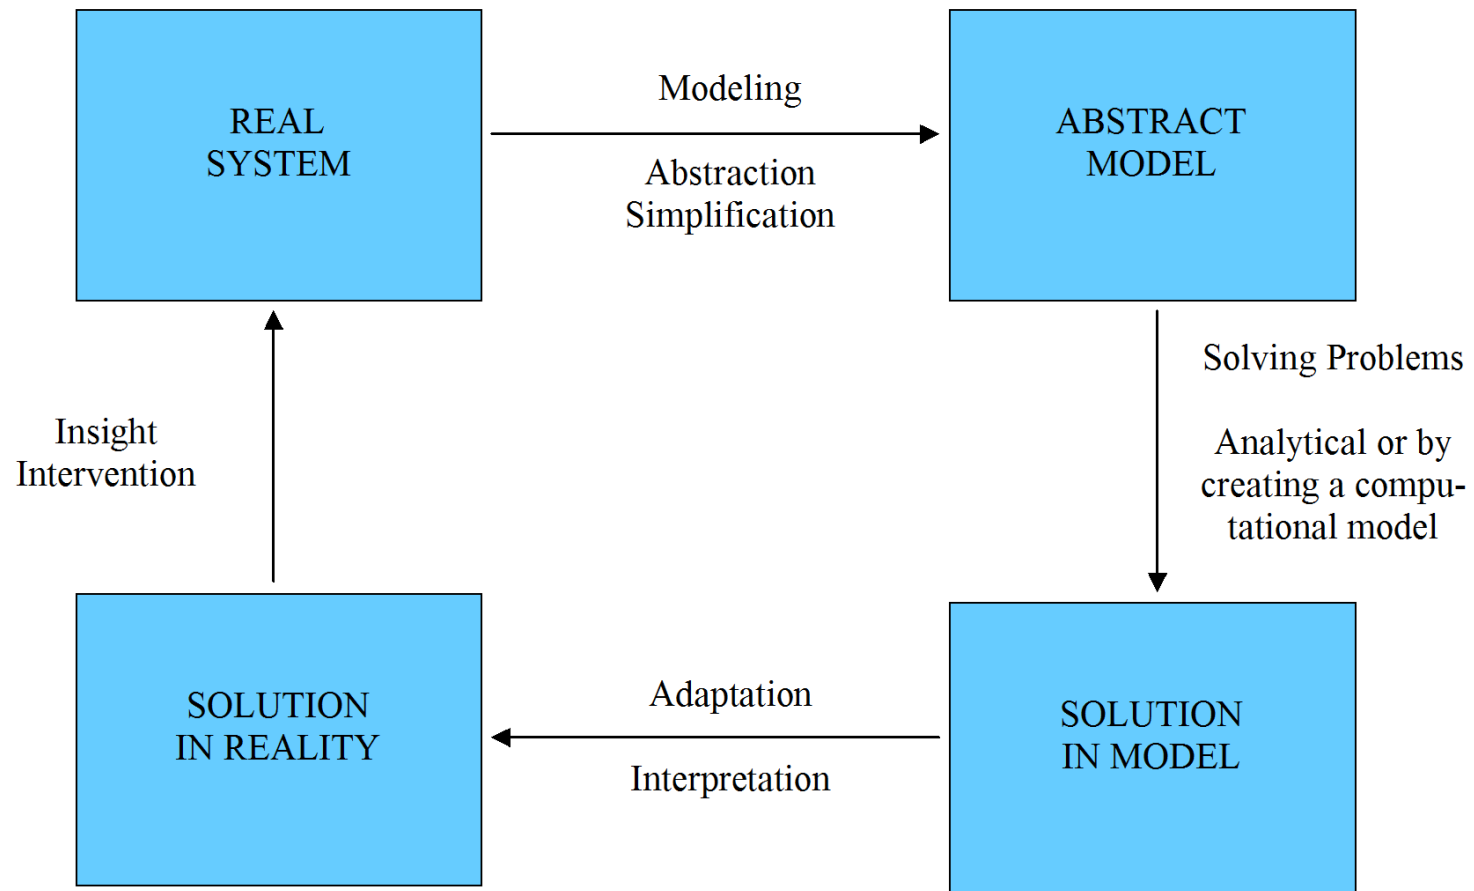 REAL
SYSTEM
Modeling
Abstraction
Simplification
ABSTRACT
MODEL
Solving Problems
Analytical or by
creating a compu-
tational model
Insight
Intervention
SOLUTION
IN REALITY
Adaptation
Interpretation
SOLUTION
IN MODEL